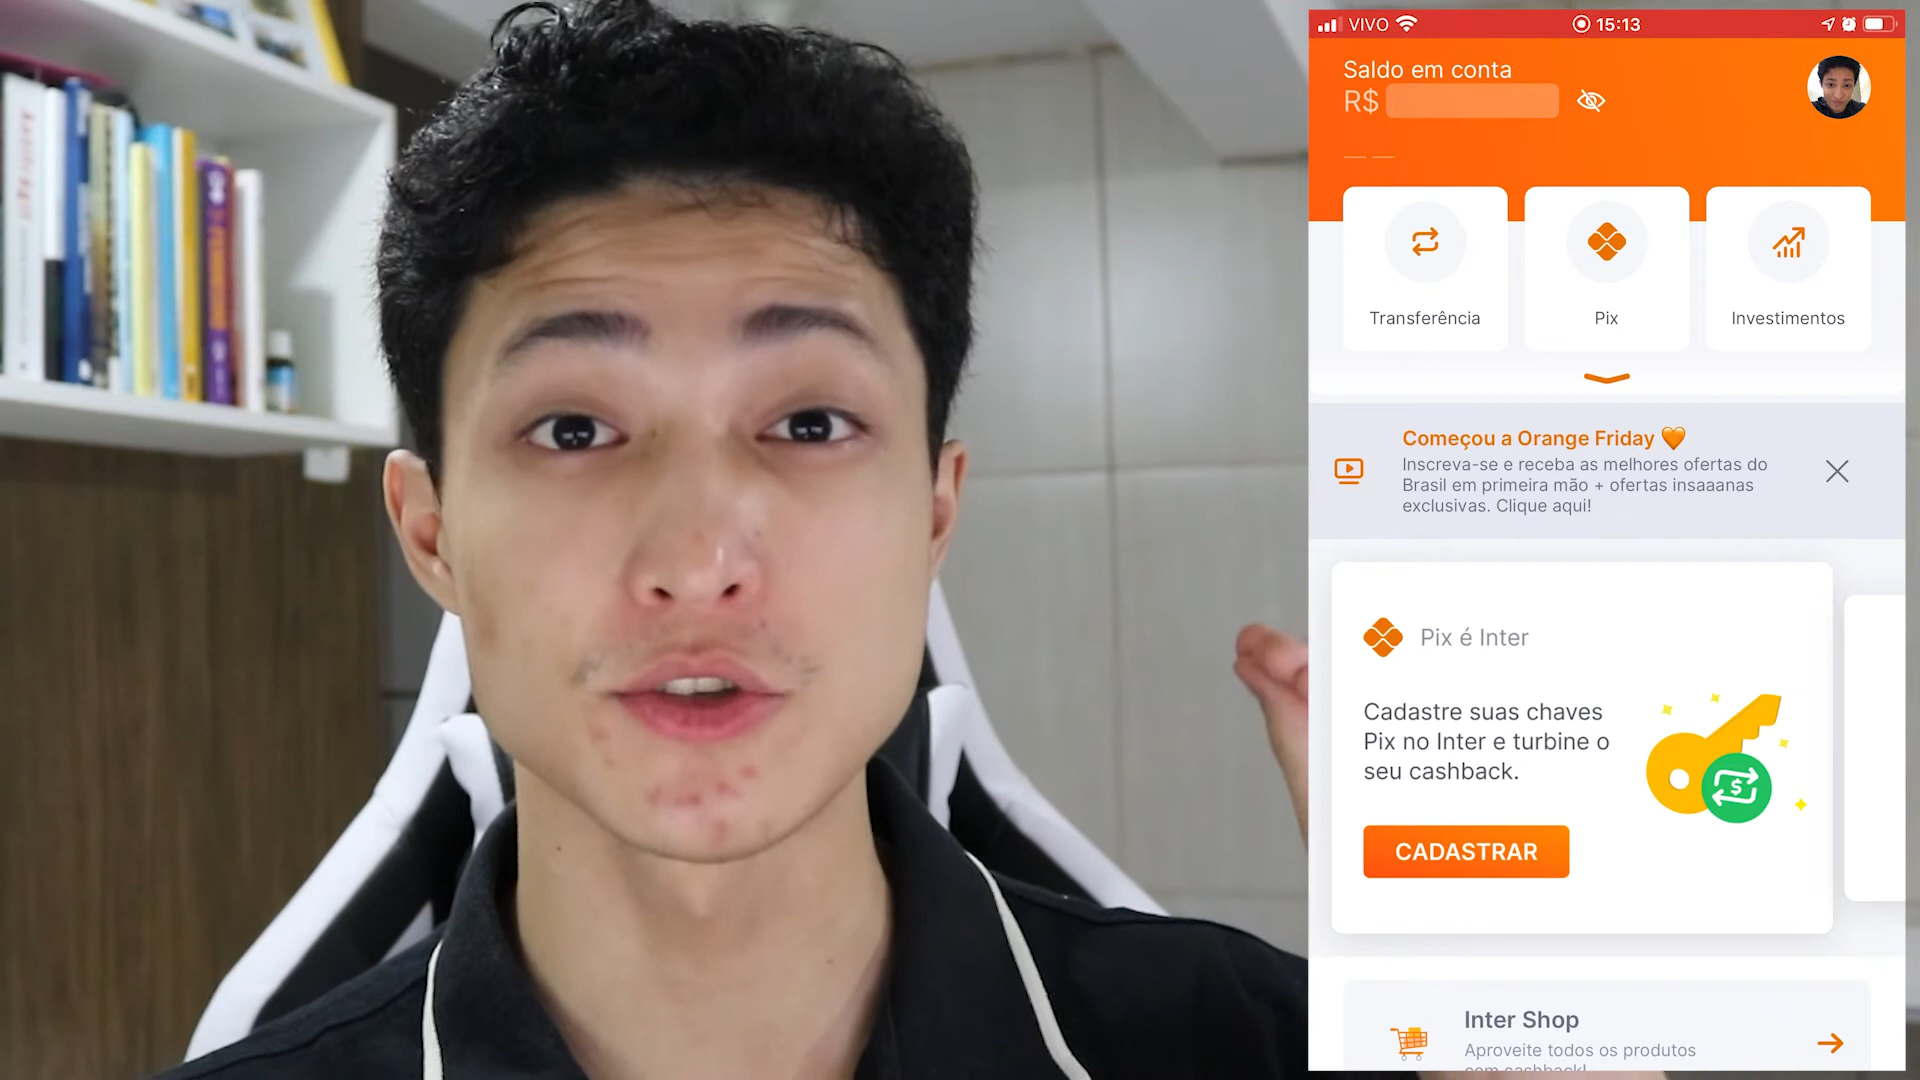 VIVO
15:13
Saldo em conta
R$
Transferência
Pix
Investimentos
Começou a Orange Friday 🧡
Inscreva-se e receba as melhores ofertas do
Brasil em primeira mão + ofertas insaaanas
exclusivas. Clique aqui!
Pix é Inter
Cadastre suas chaves
Pix no Inter e turbine o
seu cashback.
CADASTRAR
Inter Shop
Aproveite todos os produtos
com cashback!